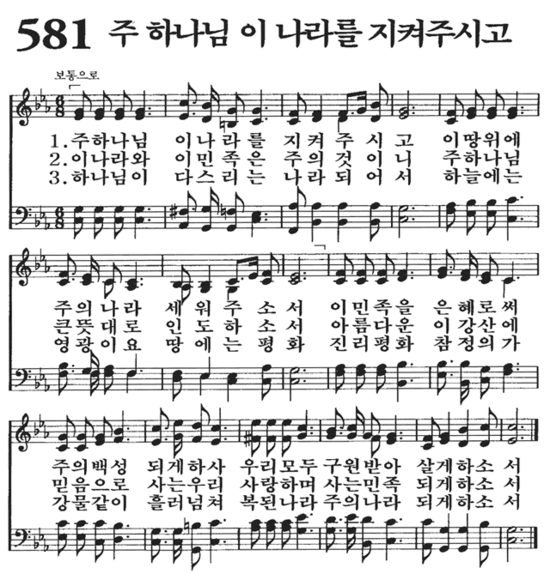 581 주 하나님 이 나라를 지켜주시고
보통으로
1. 주하나님 이나라를 지켜주시고 이땅위에
2. 이나라와 이민족은 주의것이니 주하나님
3. 하나님이 다스리는 나라되어서 하늘에는
주의나라 세워주소서 이민족을 은혜로써
큰뜻대로 인도하소서 아름다운 이강산에
영광이요 땅에는평화 진리평화 참정의가
주의백성 되게하사 우리모두 구원받아 살게하소서
믿음으로 사는우리 사랑하며 사는민족 되게하소서
강물같이 흘러넘쳐 복된나라 주의나라 되게하소서